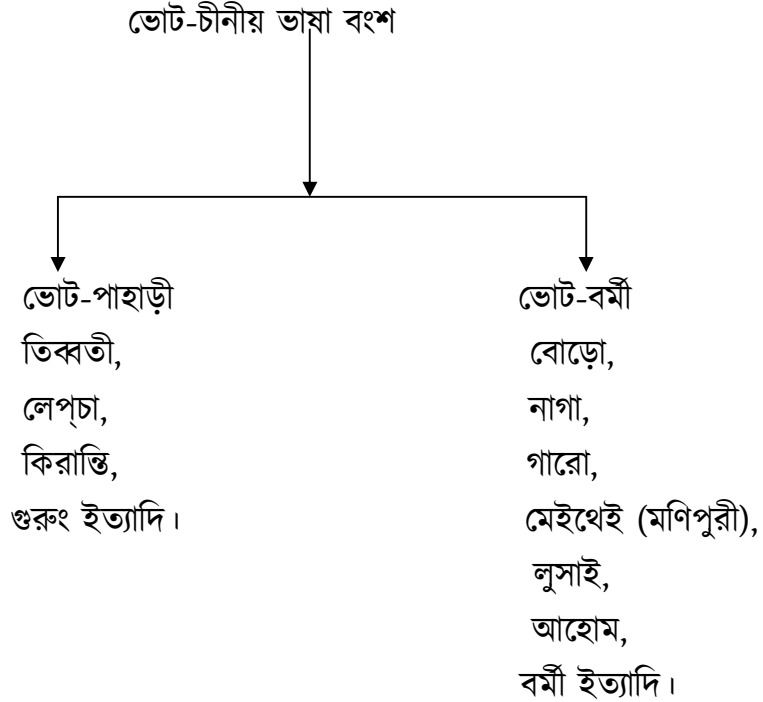 ভোট-চীনীয় ভাষা বংশ
ভোট-পাহাড়ী
তিব্বতী,
লেপ্‌চা,
কিরান্তি,
গুরুং ইত্যাদি।
ভোট-বর্মী
বোড়ো,
নাগা,
গারো,
মেইথেই (মণিপুরী),
লুসাই,
আহোম,
বর্মী ইত্যাদি।